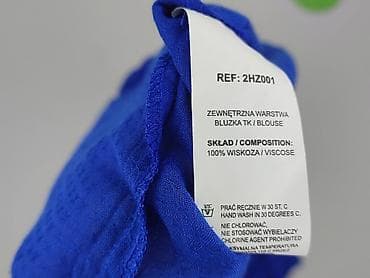 REF: 2HZ001
ZEWNĘTRZNA WARSTWA
BLUZKA TK / BLOUSE
SKŁAD / COMPOSITION:
100% WISKOZA / VISCOSE
PRAĆ RĘCZNIE W 30 ST. C
HAND WASH IN 30 DEGREES C.
NIE CHLOROWAĆ,
NIE STOSOWAĆ WYBIELACZY
CHLORINE AGENT PROHIBITED
TEMPERATURA